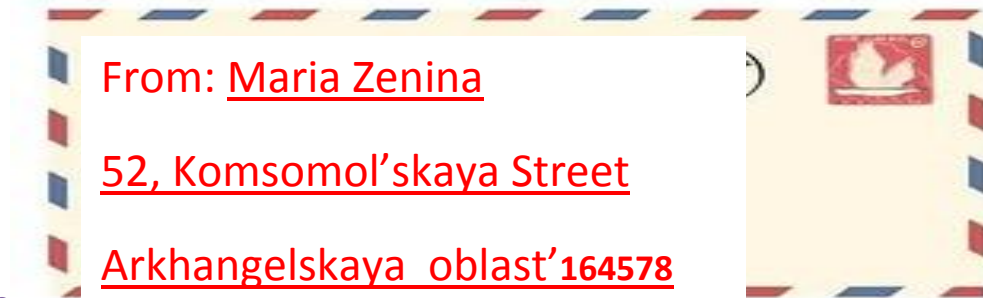 From: Maria Zenina
52, Komsomol’skaya Street
Arkhangelskaya oblast’164578